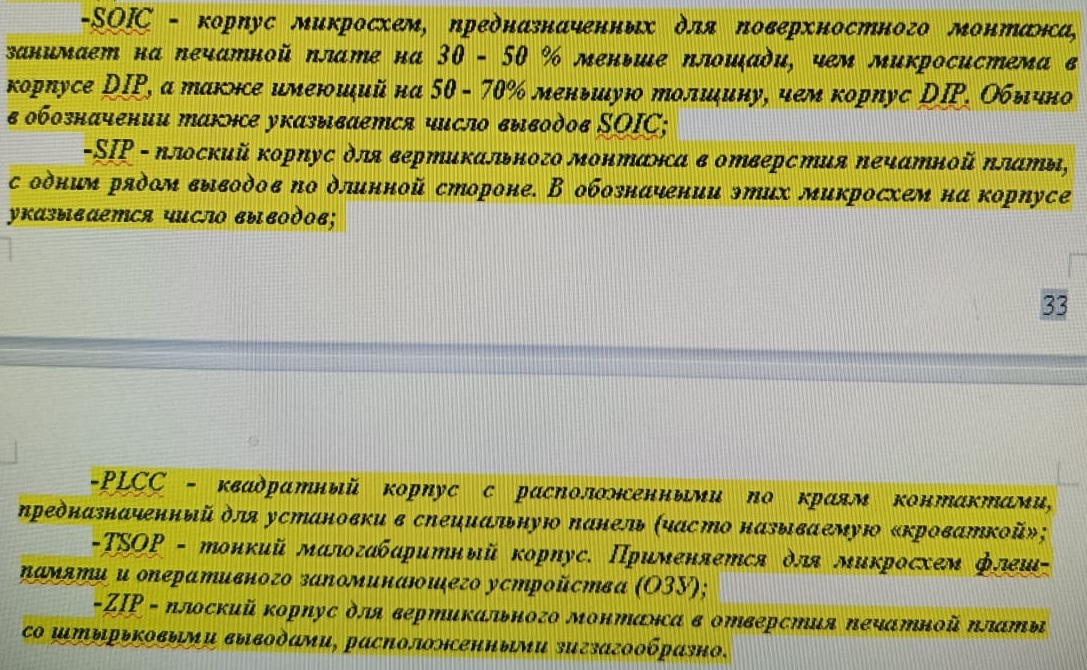 -SOIC - корпус микросхем, предназначенных для поверхностного монтажа,
занимает на печатной плате на 30 - 50 % меньше площади, чем микросистема в
корпусе DIP, а также имеющий на 50 - 70% меньшую толщину, чем корпус DIP. Обычно
в обозначении также указывается число выводов SOIC;
-SIP - плоский корпус для вертикального монтажа в отверстия печатной платы,
с одним рядом выводов по длинной стороне. В обозначении этих микросхем на корпусе
указывается число выводов;
33
-PLCC - квадратный корпус с расположенными по краям контактами,
предназначенный для установки в специальную панель (часто называемую «кроваткой»;
-TSOP - тонкий малогабаритный корпус. Применяется для микросхем флеш-
памяти и оперативного запоминающего устройства (ОЗУ);
-ZIP - плоский корпус для вертикального монтажа в отверстия печатной платы
со штырьковыми выводами, расположенными зигзагообразно.